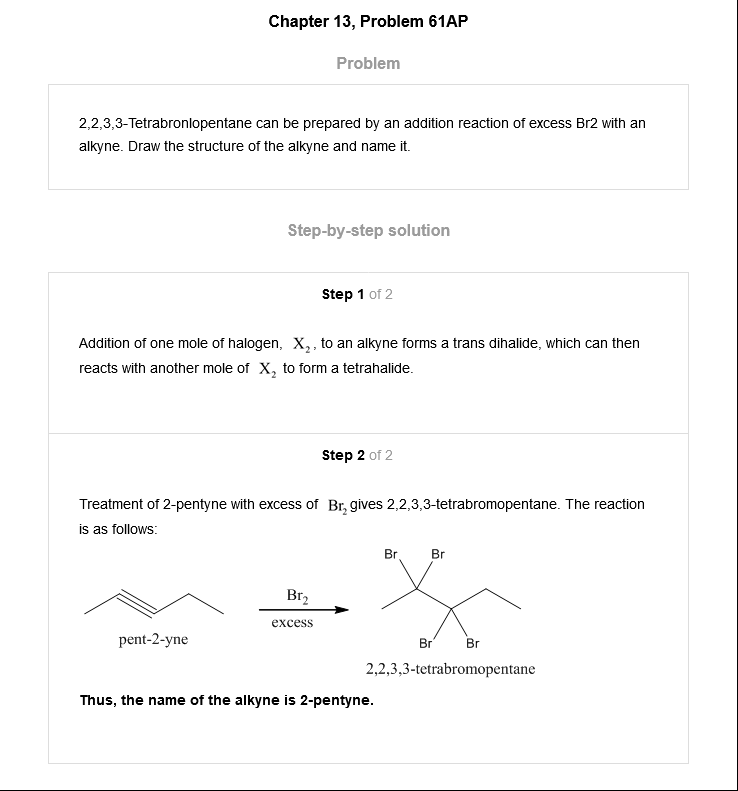 Chapter 13, Problem 61AP
Problem
2,2,3,3-Tetrabronlopentane can be prepared by an addition reaction of excess Br2 with an
alkyne. Draw the structure of the alkyne and name it.
Step-by-step solution
Step 1 of 2
Addition of one mole of halogen, X₂, to an alkyne forms a trans dihalide, which can then
reacts with another mole of X₂ to form a tetrahalide.
Step 2 of 2
Treatment of 2-pentyne with excess of Br₂ gives 2,2,3,3-tetrabromopentane. The reaction
is as follows:
Br Br
Br₂
excess
pent-2-yne
Br Br
2,2,3,3-tetrabromopentane
Thus, the name of the alkyne is 2-pentyne.